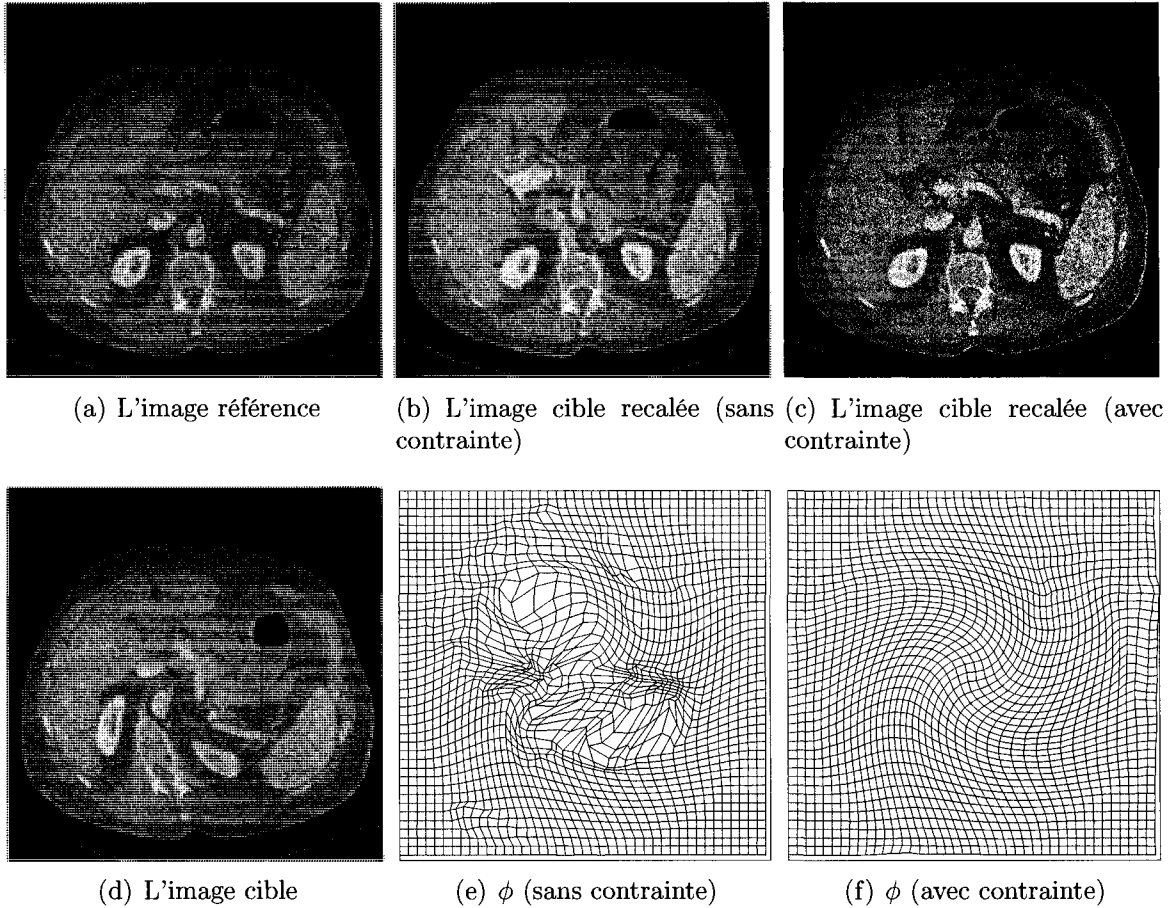 (a) L'image référence
(b) L'image cible recalée (sans contrainte)
(c) L'image cible recalée (avec contrainte)
(d) L'image cible
(e) ϕ (sans contrainte)
(f) ϕ (avec contrainte)